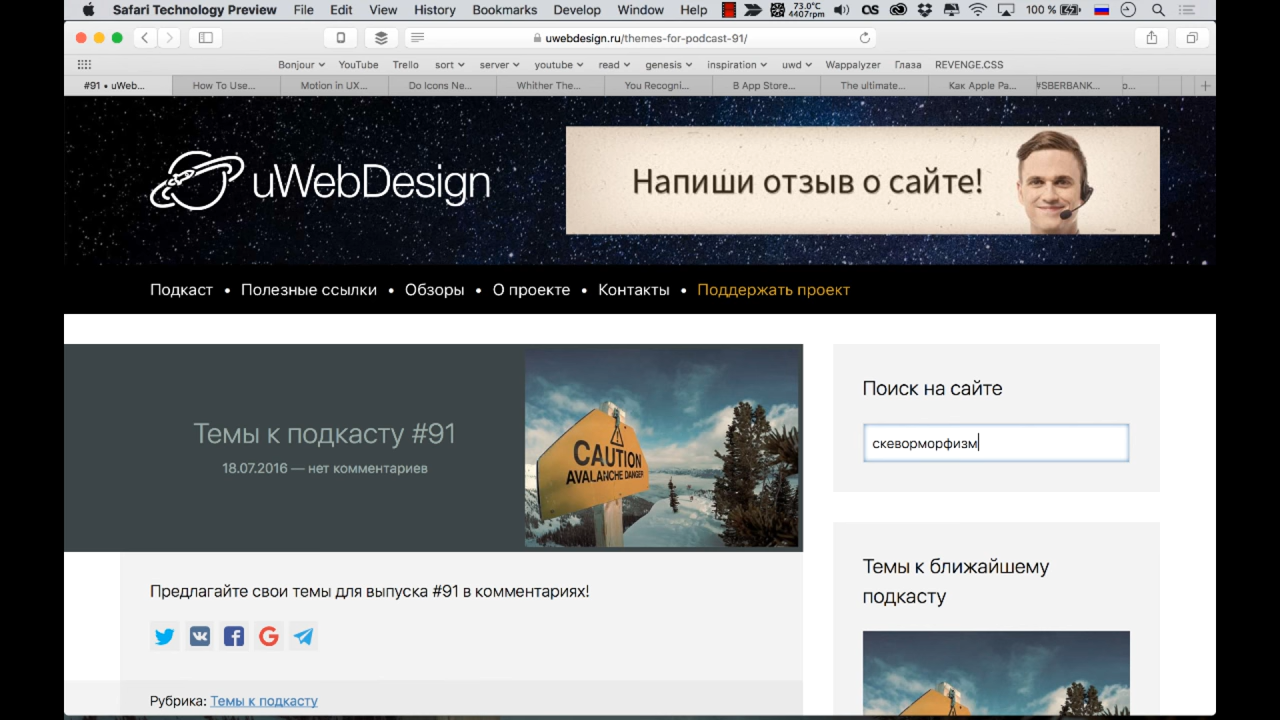 Safari Technology Preview File Edit View History Bookmarks Develop Window Help 73.0°C 4407rpm 100 %
uwebdesign.ru/themes-for-podcast-91/
Bonjour YouTube Trello sort server youtube read genesis inspiration uwd Wappalyzer Глаза REVENGE.CSS
#91 • uWeb... How To Use... Motion in UX... Do Icons Ne... Whither The... You Recogni... В App Store... The ultimate... Как Apple Pa... #SBERBANK...
uWebDesign
Напиши отзыв о сайте!
Подкаст • Полезные ссылки • Обзоры • О проекте • Контакты • Поддержать проект
Темы к подкасту #91
18.07.2016 — нет комментариев
CAUTION
AVALANCHE DANGER
Поиск на сайте
скеворморфизм
Предлагайте свои темы для выпуска #91 в комментариях!
Рубрика: Темы к подкасту
Темы к ближайшему
подкасту